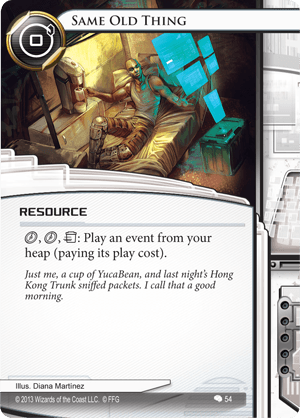 SAME OLD THING
0
RESOURCE
, , : Play an event from your
heap (paying its play cost).
Just me, a cup of YucaBean, and last night's Hong
Kong Trunk sniffed packets. I call that a good
morning.
Illus. Diana Martinez
© 2013 Wizards of the Coast LLC. © FFG
54